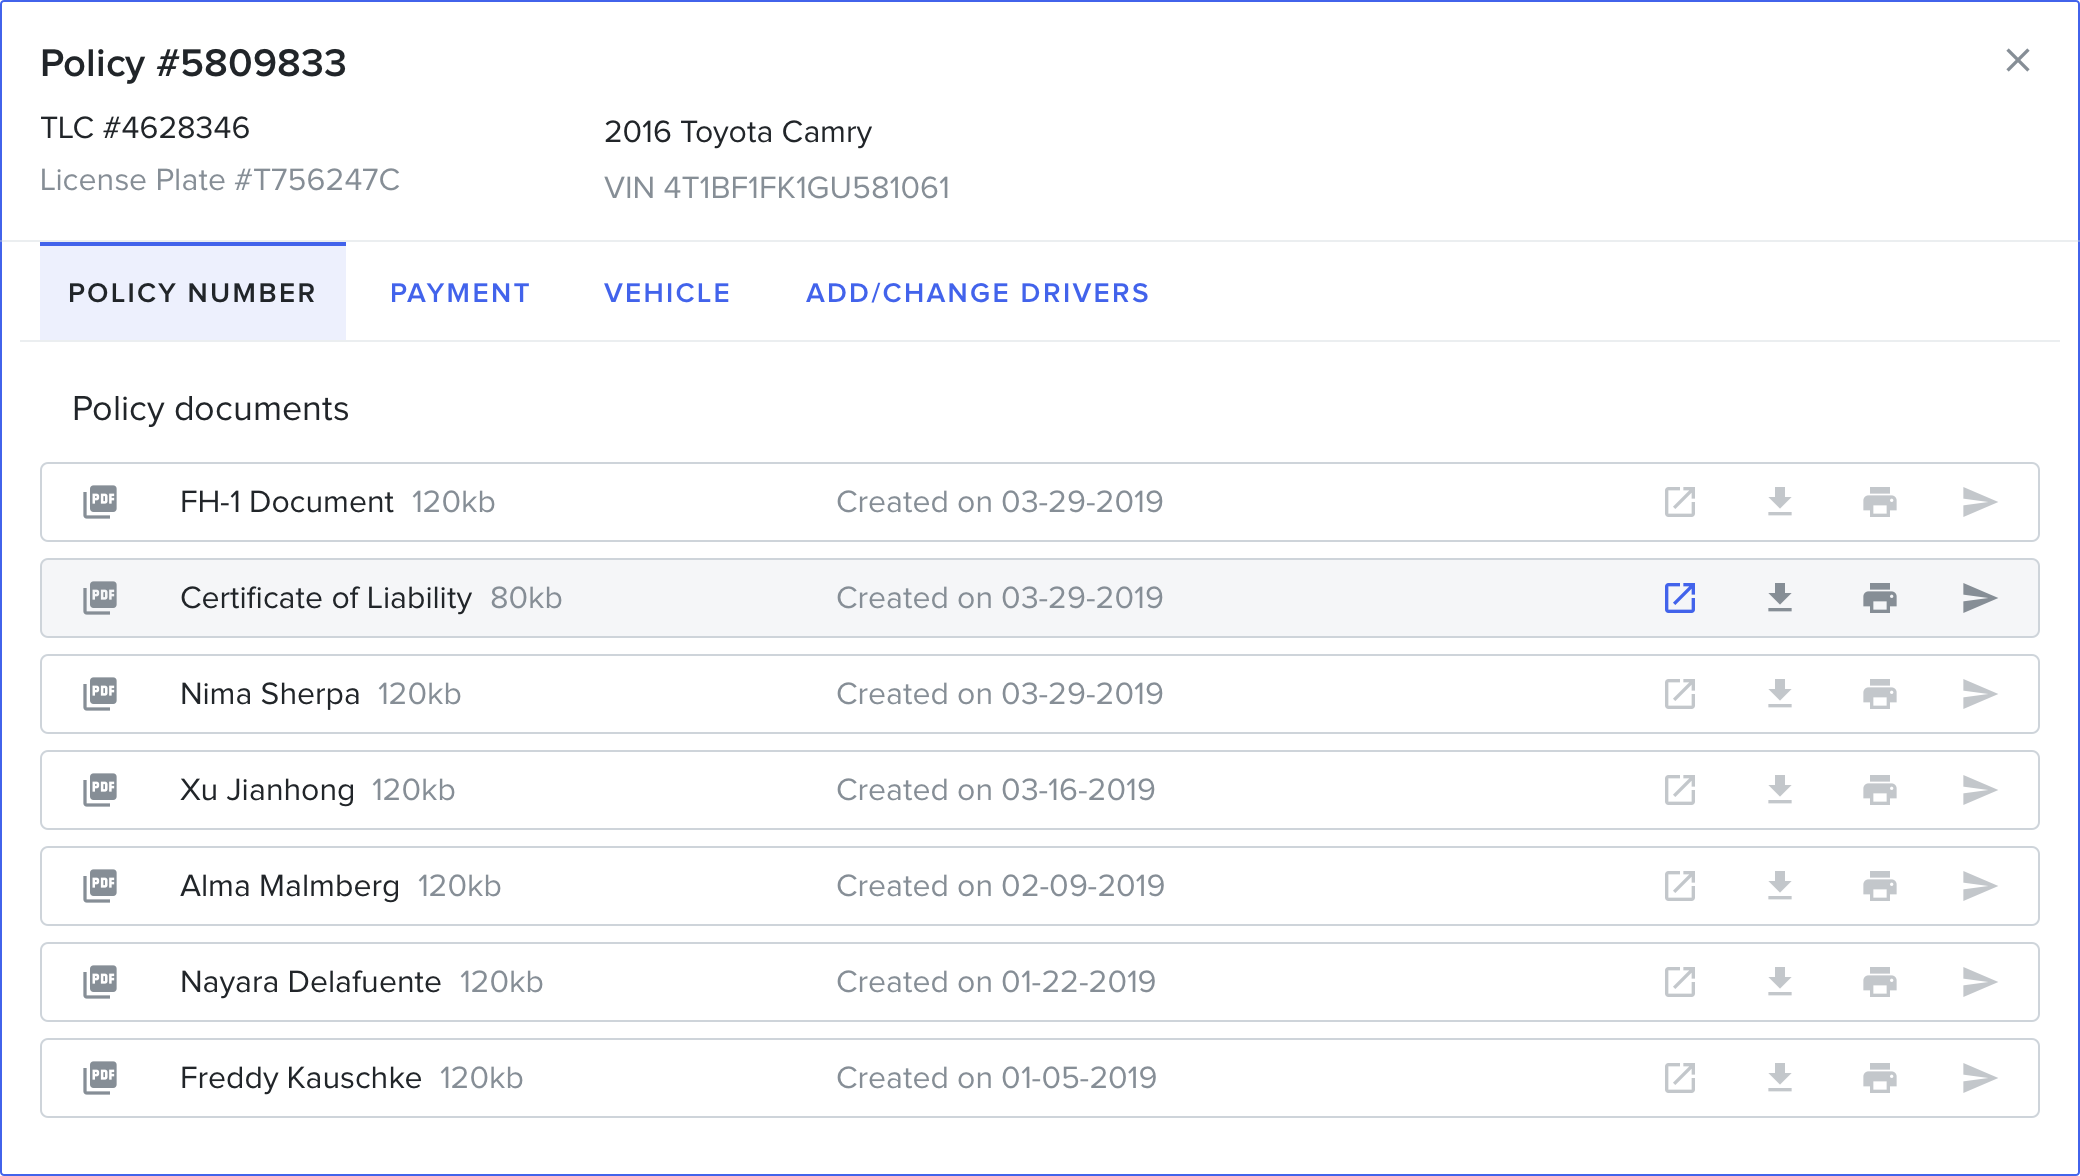 Policy #5809833
TLC #4628346
License Plate #T756247C
2016 Toyota Camry
VIN 4T1BF1FK1GU581061
POLICY NUMBER PAYMENT VEHICLE ADD/CHANGE DRIVERS
Policy documents
PDF FH-1 Document 120kb Created on 03-29-2019
PDF Certificate of Liability 80kb Created on 03-29-2019
PDF Nima Sherpa 120kb Created on 03-29-2019
PDF Xu Jianhong 120kb Created on 03-16-2019
PDF Alma Malmberg 120kb Created on 02-09-2019
PDF Nayara Delafuente 120kb Created on 01-22-2019
PDF Freddy Kauschke 120kb Created on 01-05-2019